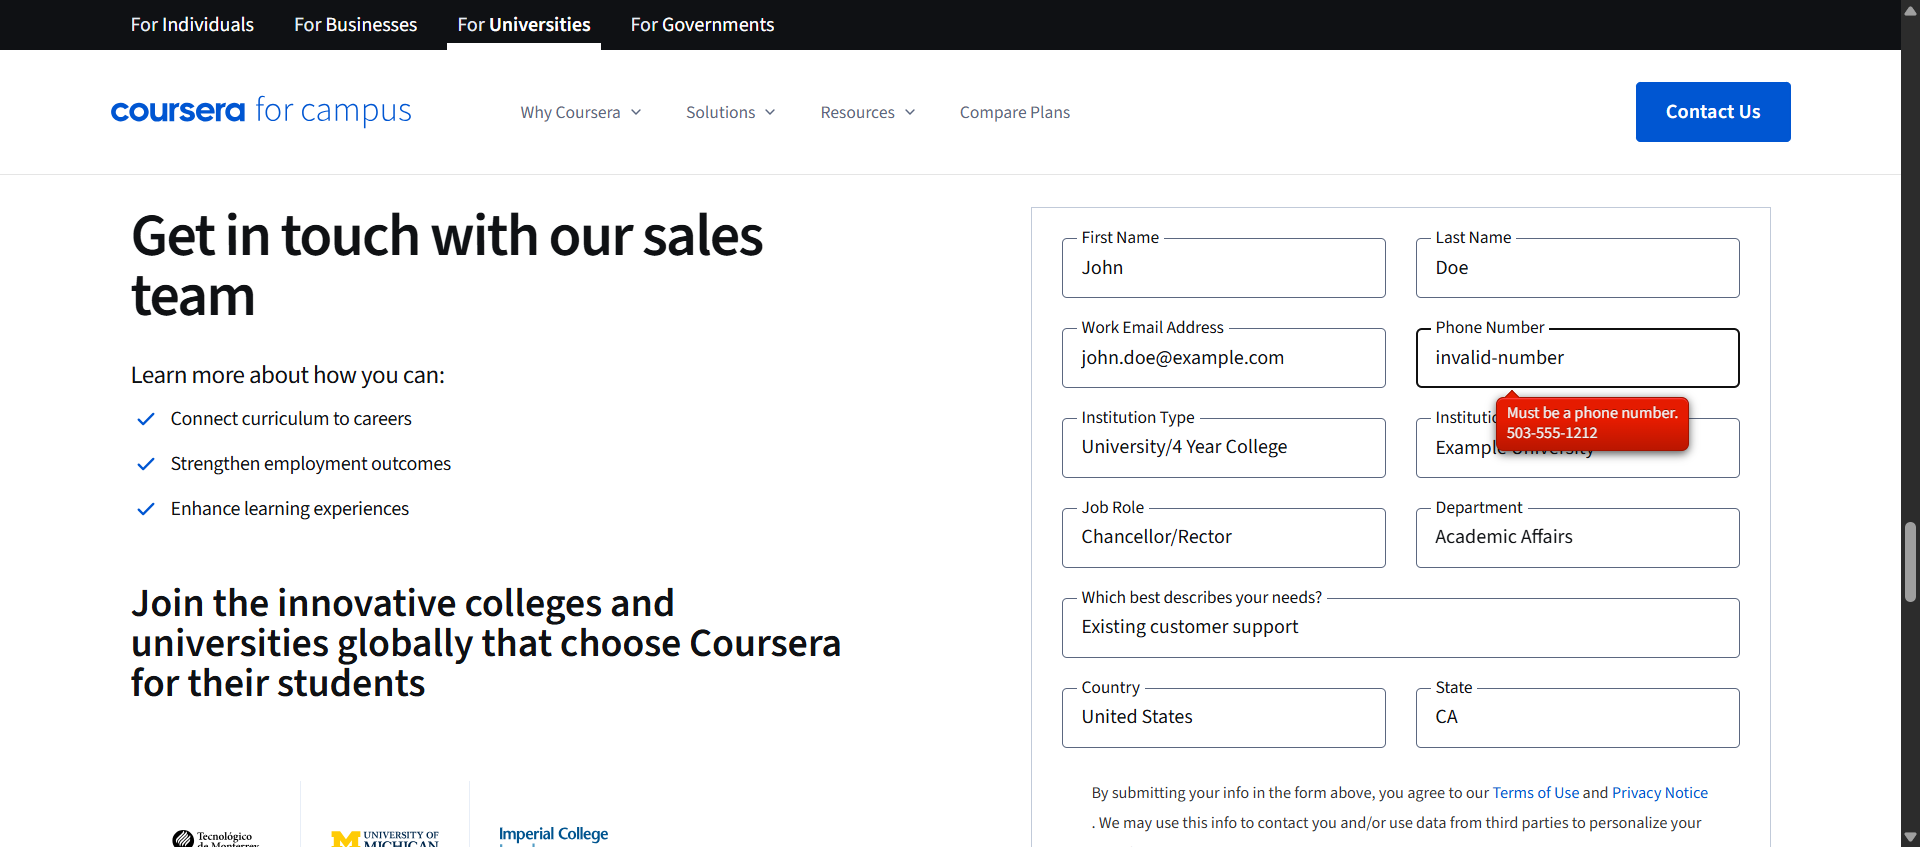 For Individuals
For Businesses
For Universities
For Governments
coursera for campus
Why Coursera
Solutions
Resources
Compare Plans
Contact Us
Get in touch with our sales
team
Learn more about how you can:
Connect curriculum to careers
Strengthen employment outcomes
Enhance learning experiences
Join the innovative colleges and
universities globally that choose Coursera
for their students
Tecnológico
de Monterrey
UNIVERSITY OF
MICHIGAN
Imperial College
First Name
John
Last Name
Doe
Work Email Address
john.doe@example.com
Phone Number
invalid-number
Must be a phone number.
503-555-1212
Institution Type
University/4 Year College
Example University
Job Role
Chancellor/Rector
Department
Academic Affairs
Which best describes your needs?
Existing customer support
Country
United States
State
CA
By submitting your info in the form above, you agree to our Terms of Use and Privacy Notice
. We may use this info to contact you and/or use data from third parties to personalize your